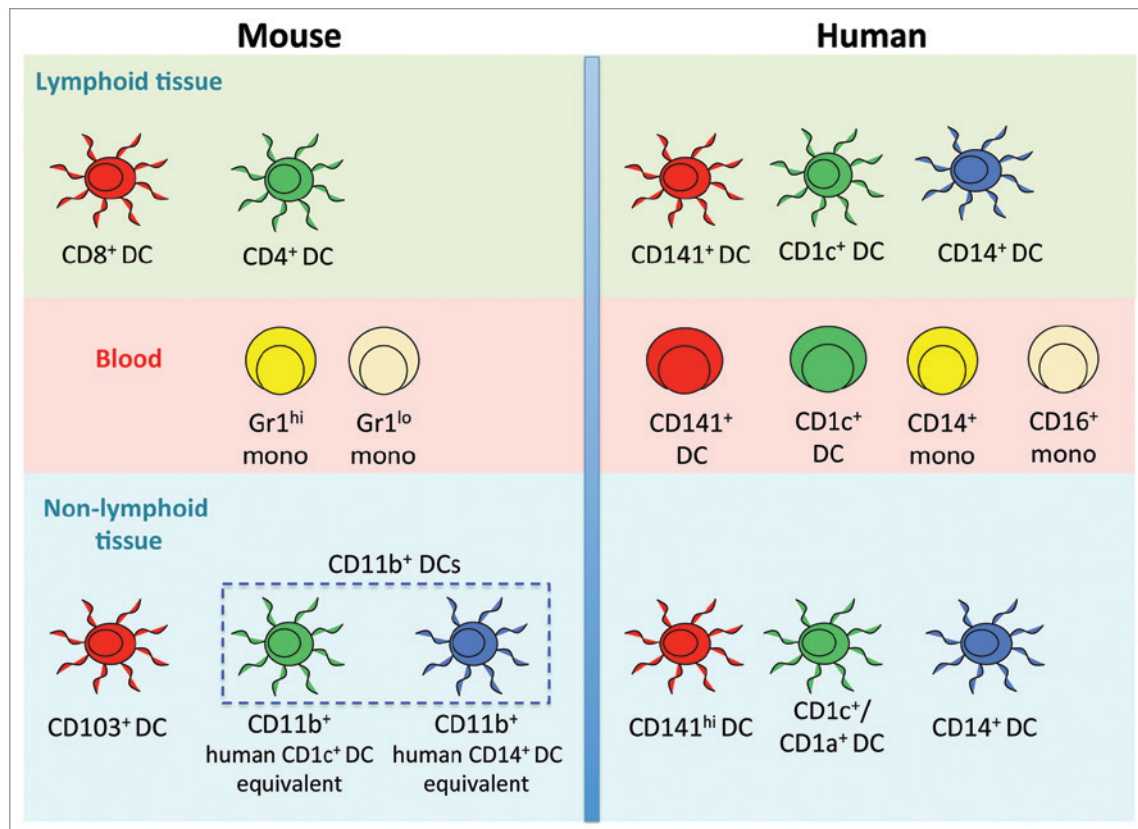 Mouse
Human
Lymphoid tissue
CD8⁺ DC
CD4⁺ DC
CD141⁺ DC
CD1c⁺ DC
CD14⁺ DC
Blood
Gr1ʰⁱ
mono
Gr1ˡᵒ
mono
CD141⁺
DC
CD1c⁺
DC
CD14⁺
mono
CD16⁺
mono
Non-lymphoid
tissue
CD11b⁺ DCs
CD103⁺ DC
CD11b⁺
human CD1c⁺ DC
equivalent
CD11b⁺
human CD14⁺ DC
equivalent
CD141ʰⁱ DC
CD1c⁺/
CD1a⁺ DC
CD14⁺ DC